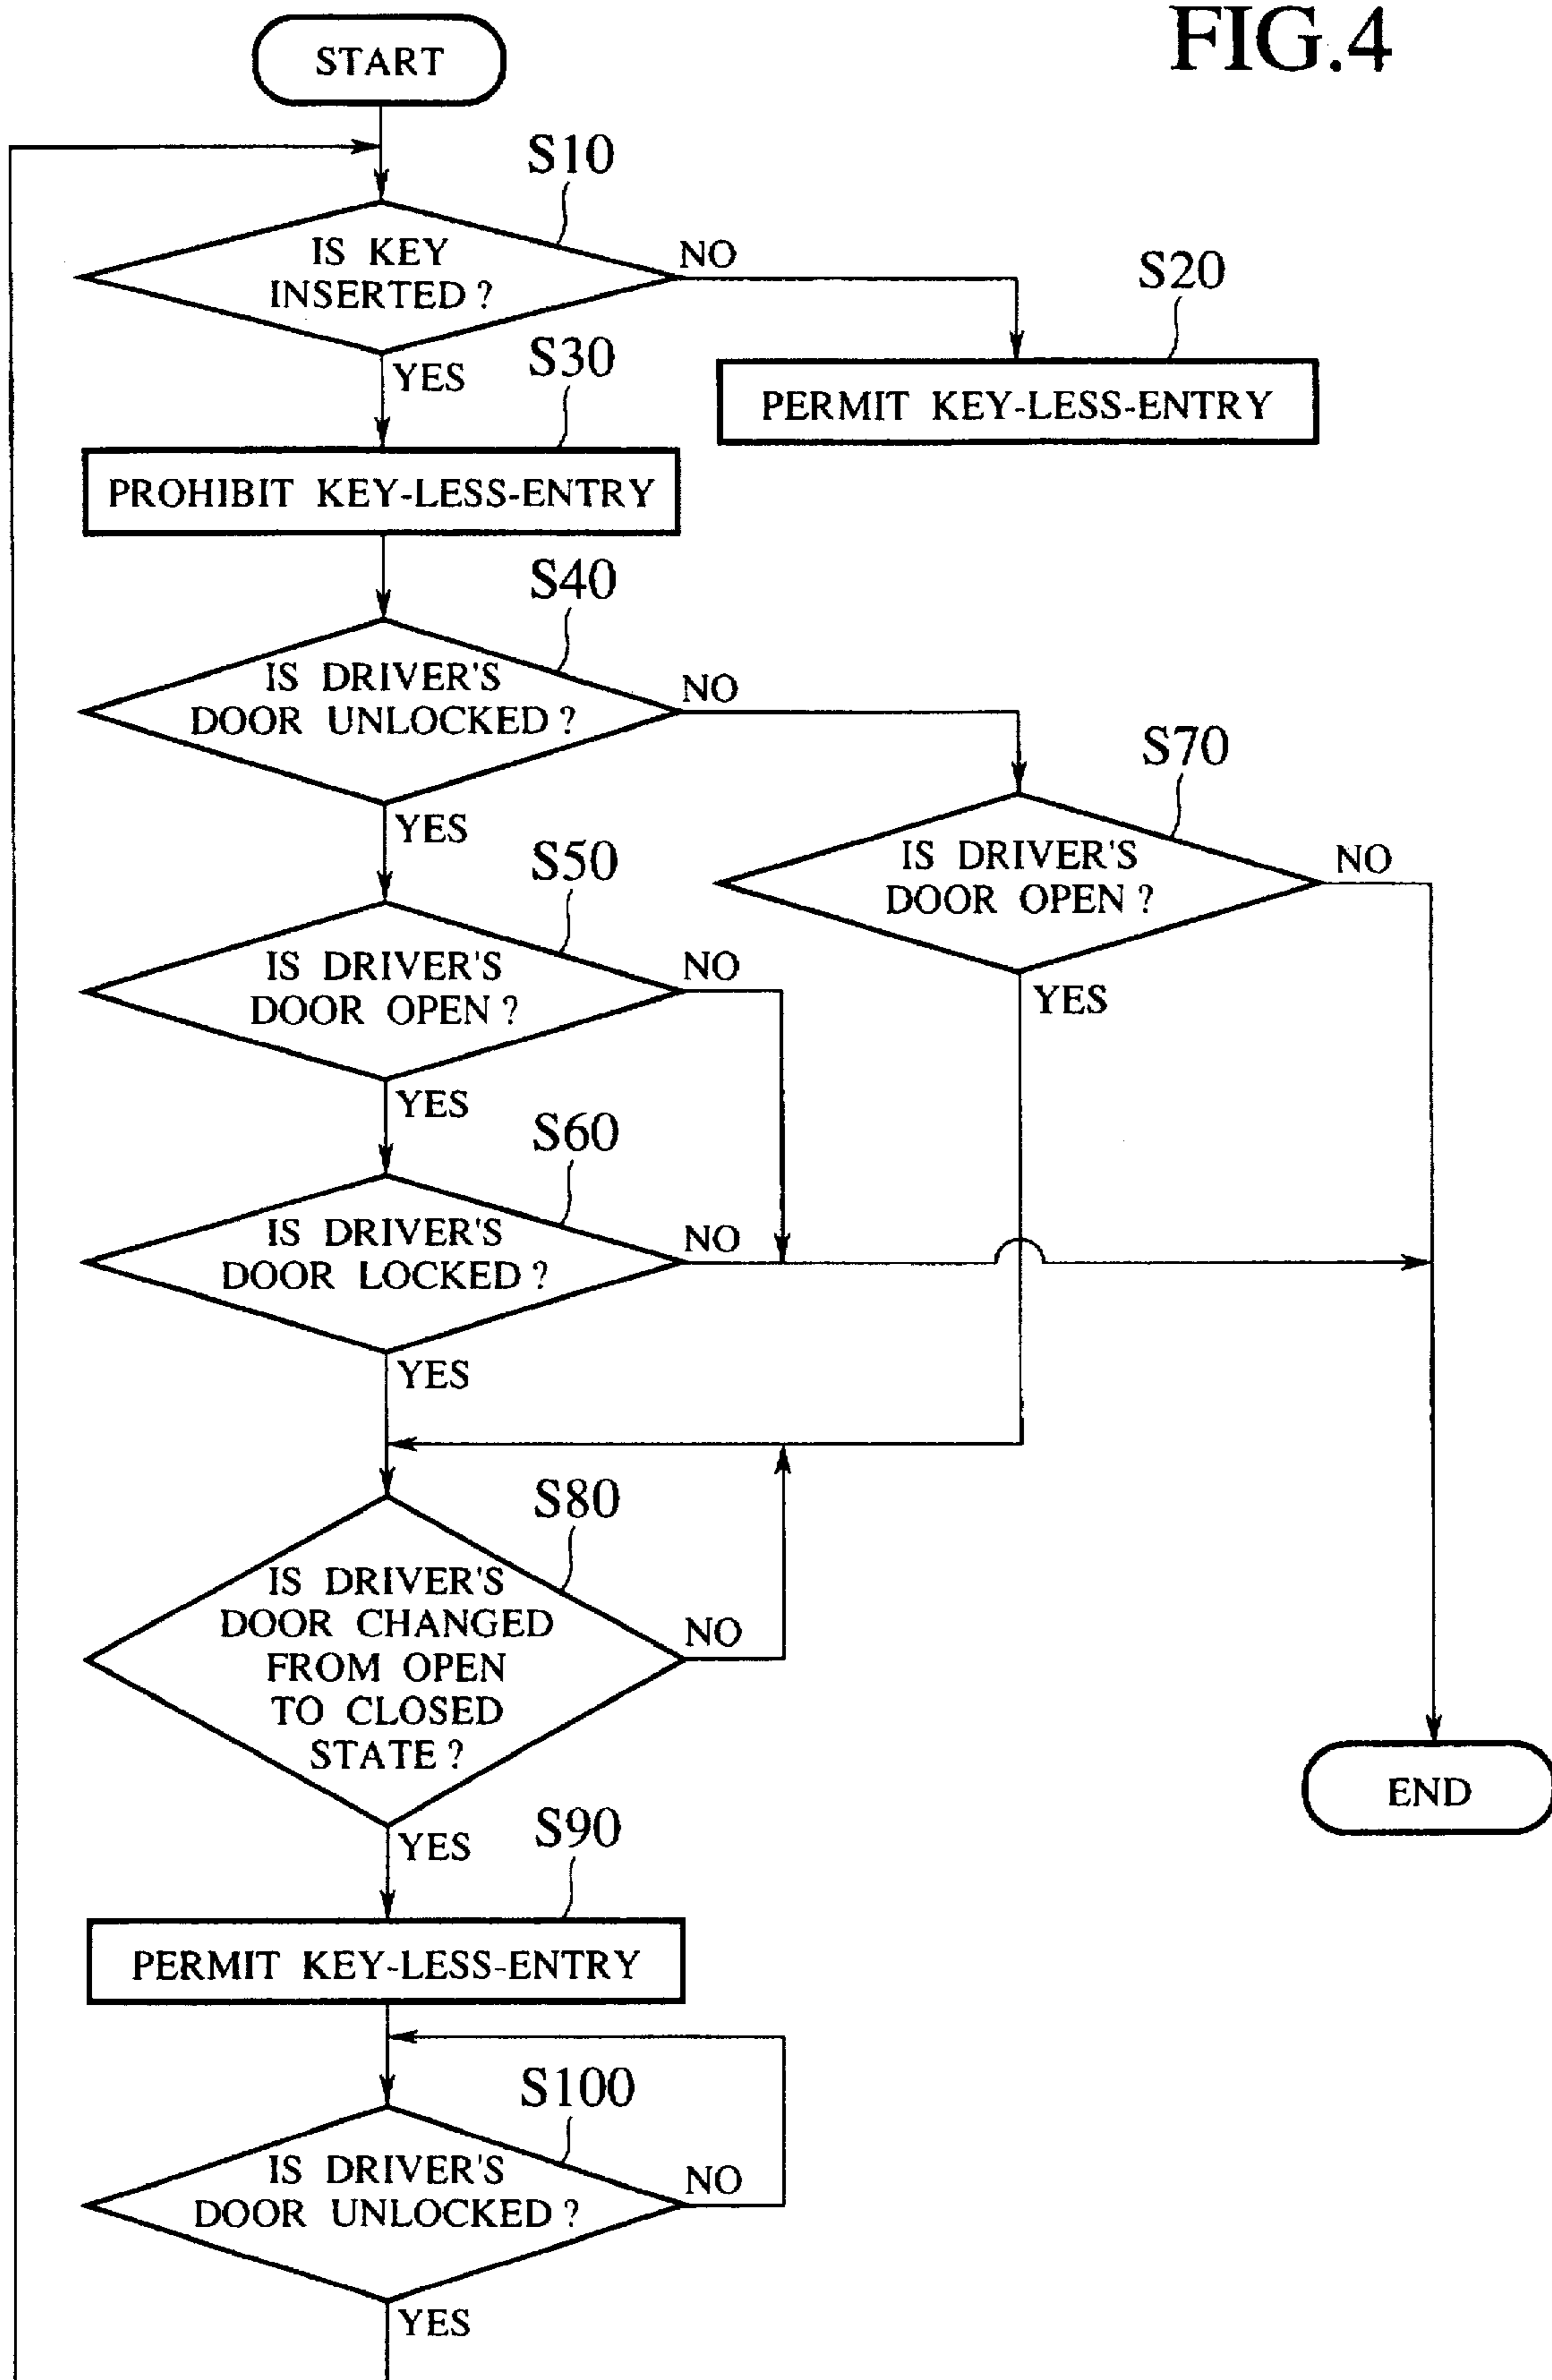 FIG.4
START
S10
IS KEY
INSERTED ?
NO
YES
S20
PERMIT KEY-LESS-ENTRY
S30
PROHIBIT KEY-LESS-ENTRY
S40
IS DRIVER'S
DOOR UNLOCKED ?
NO
YES
S70
IS DRIVER'S
DOOR OPEN ?
NO
YES
S50
IS DRIVER'S
DOOR OPEN ?
NO
YES
S60
IS DRIVER'S
DOOR LOCKED ?
NO
YES
S80
IS DRIVER'S
DOOR CHANGED
FROM OPEN
TO CLOSED
STATE ?
NO
YES
END
S90
PERMIT KEY-LESS-ENTRY
S100
IS DRIVER'S
DOOR UNLOCKED ?
NO
YES